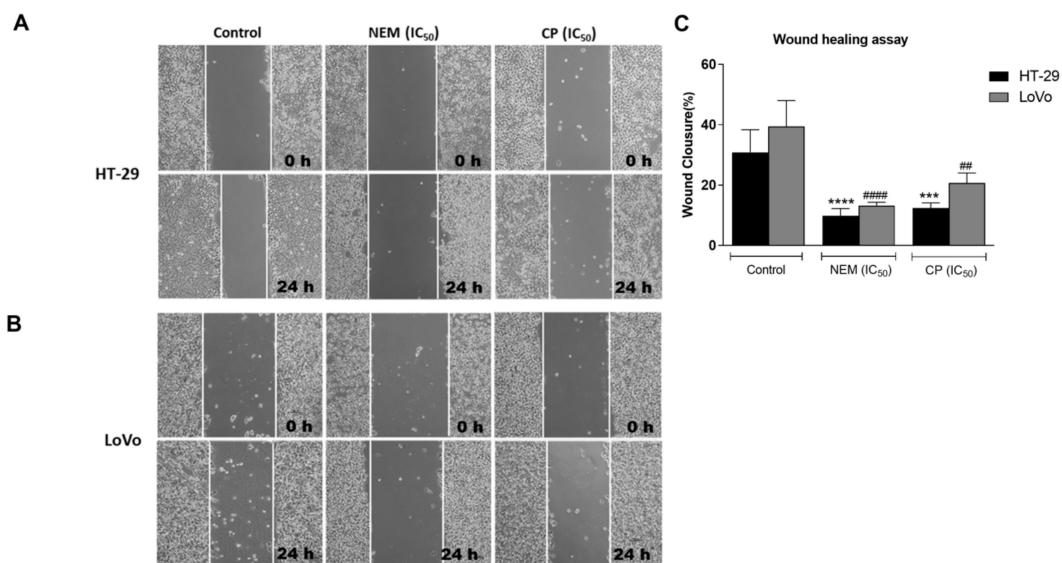 A
Control
NEM (IC50)
CP (IC50)
HT-29
0 h
0 h
0 h
24 h
24 h
24 h
B
LoVo
0 h
0 h
0 h
24 h
24 h
24 h
C
Wound healing assay
HT-29
LoVo
Wound Clousure(%)
60
40
20
0
****
####
***
##
Control
NEM (IC50)
CP (IC50)